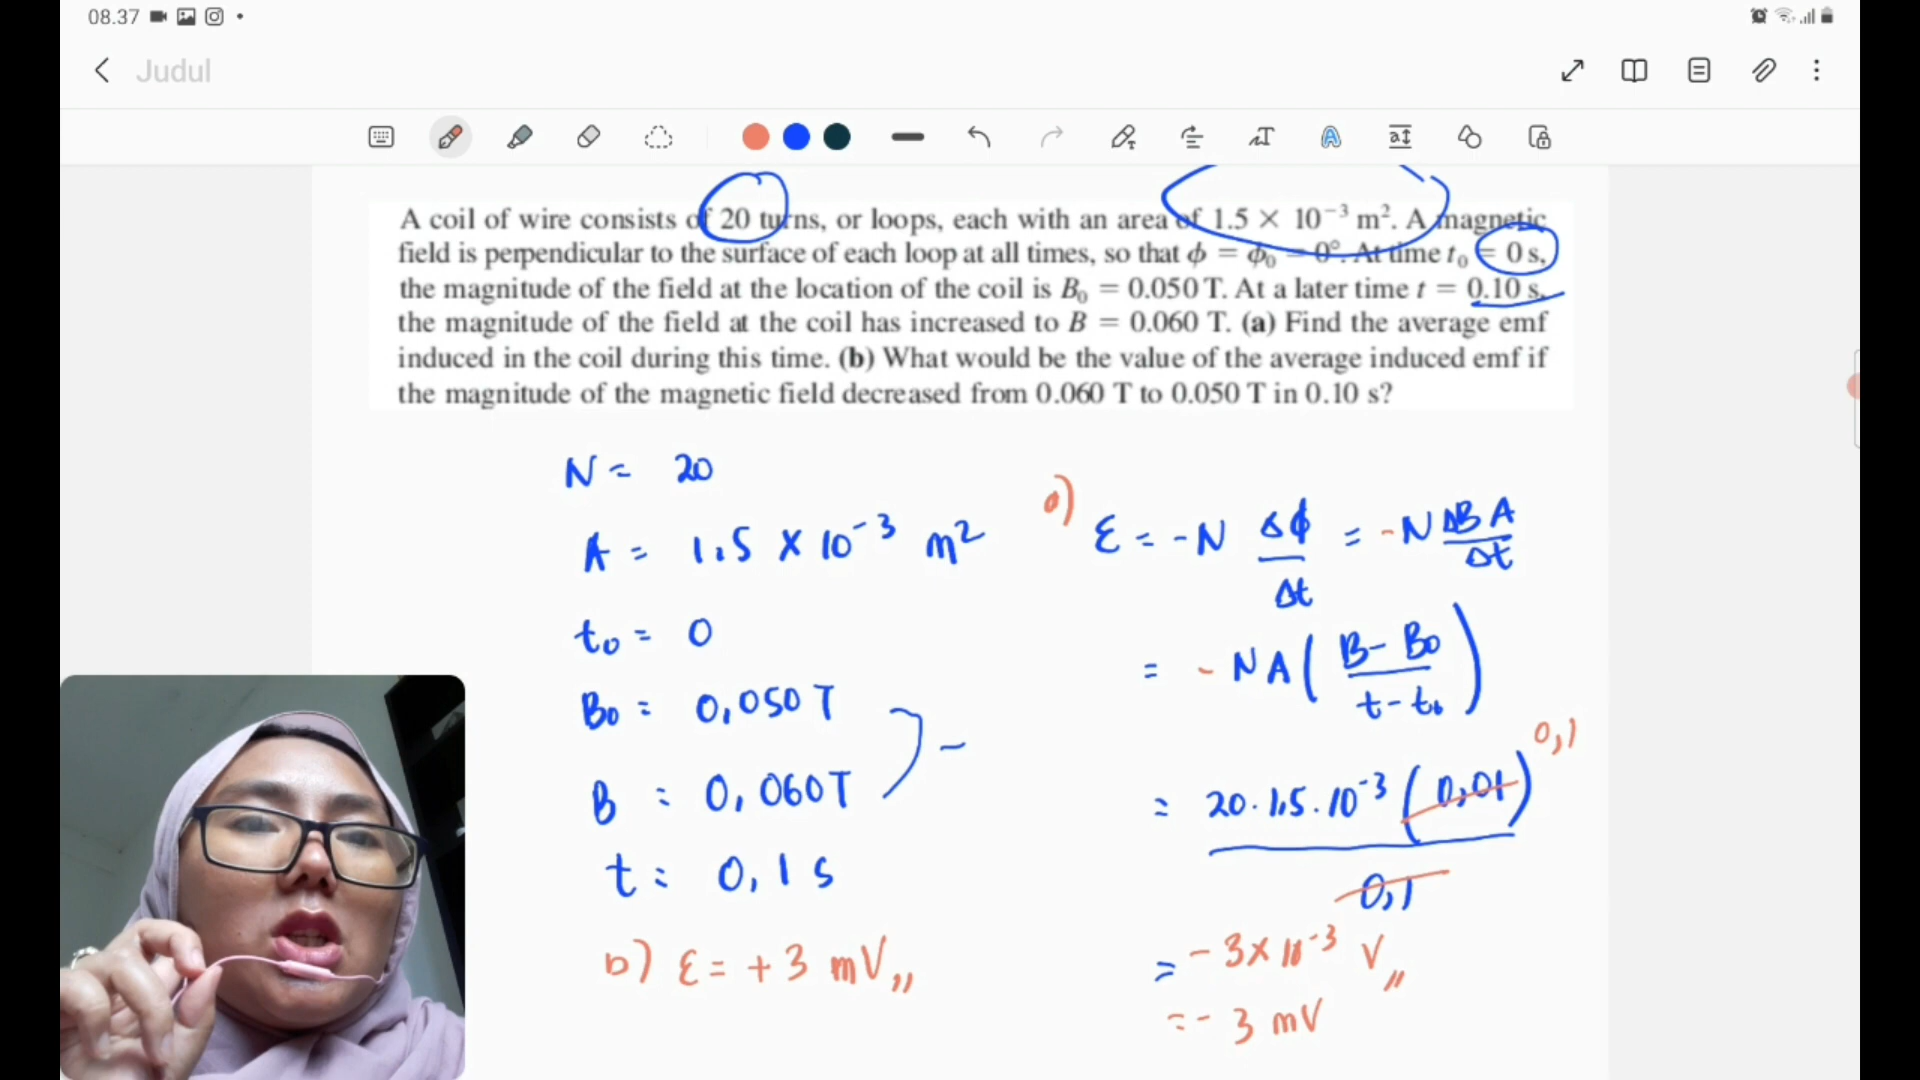 08.37
Judul
A coil of wire consists of 20 turns, or loops, each with an area of 1.5 × 10⁻³ m². A magnetic
field is perpendicular to the surface of each loop at all times, so that ϕ = ϕ₀ = 0°. At time t₀ = 0 s,
the magnitude of the field at the location of the coil is B₀ = 0.050 T. At a later time t = 0.10 s,
the magnitude of the field at the coil has increased to B = 0.060 T. (a) Find the average emf
induced in the coil during this time. (b) What would be the value of the average induced emf if
the magnitude of the magnetic field decreased from 0.060 T to 0.050 T in 0.10 s?
N = 20
A = 1.5 × 10⁻³ m²
t₀ = 0
B₀ = 0,050 T
B = 0,060 T
t = 0,1 s
b) ε = + 3 mV,,
a) ε = - N Δϕ/Δt = - N ΔB A/Δt
= - NA ( B - B₀ / t - t₀ )
= 20 . 1,5 . 10⁻³ (0,01) / 0,1
0,1
= - 3 × 10⁻³ V,,
= - 3 mV